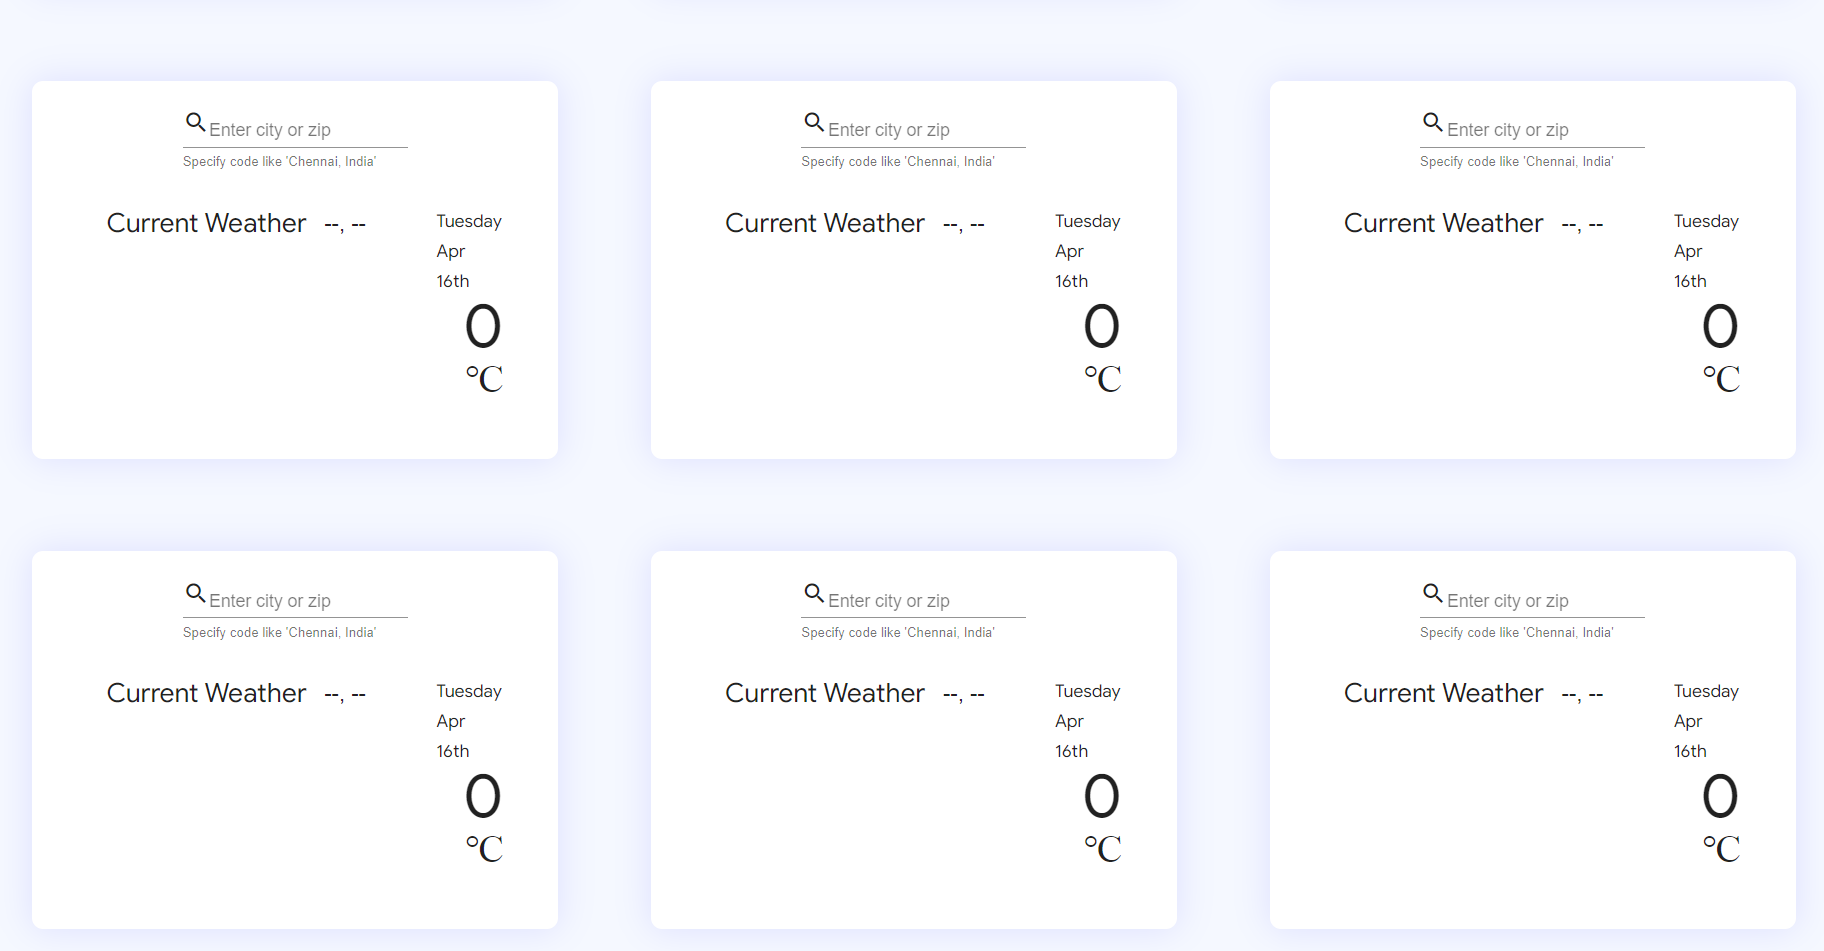 Enter city or zip
Specify code like 'Chennai, India'
Current Weather --, -- Tuesday
Apr
16th
0
°C
Enter city or zip
Specify code like 'Chennai, India'
Current Weather --, -- Tuesday
Apr
16th
0
°C
Enter city or zip
Specify code like 'Chennai, India'
Current Weather --, -- Tuesday
Apr
16th
0
°C
Enter city or zip
Specify code like 'Chennai, India'
Current Weather --, -- Tuesday
Apr
16th
0
°C
Enter city or zip
Specify code like 'Chennai, India'
Current Weather --, -- Tuesday
Apr
16th
0
°C
Enter city or zip
Specify code like 'Chennai, India'
Current Weather --, -- Tuesday
Apr
16th
0
°C